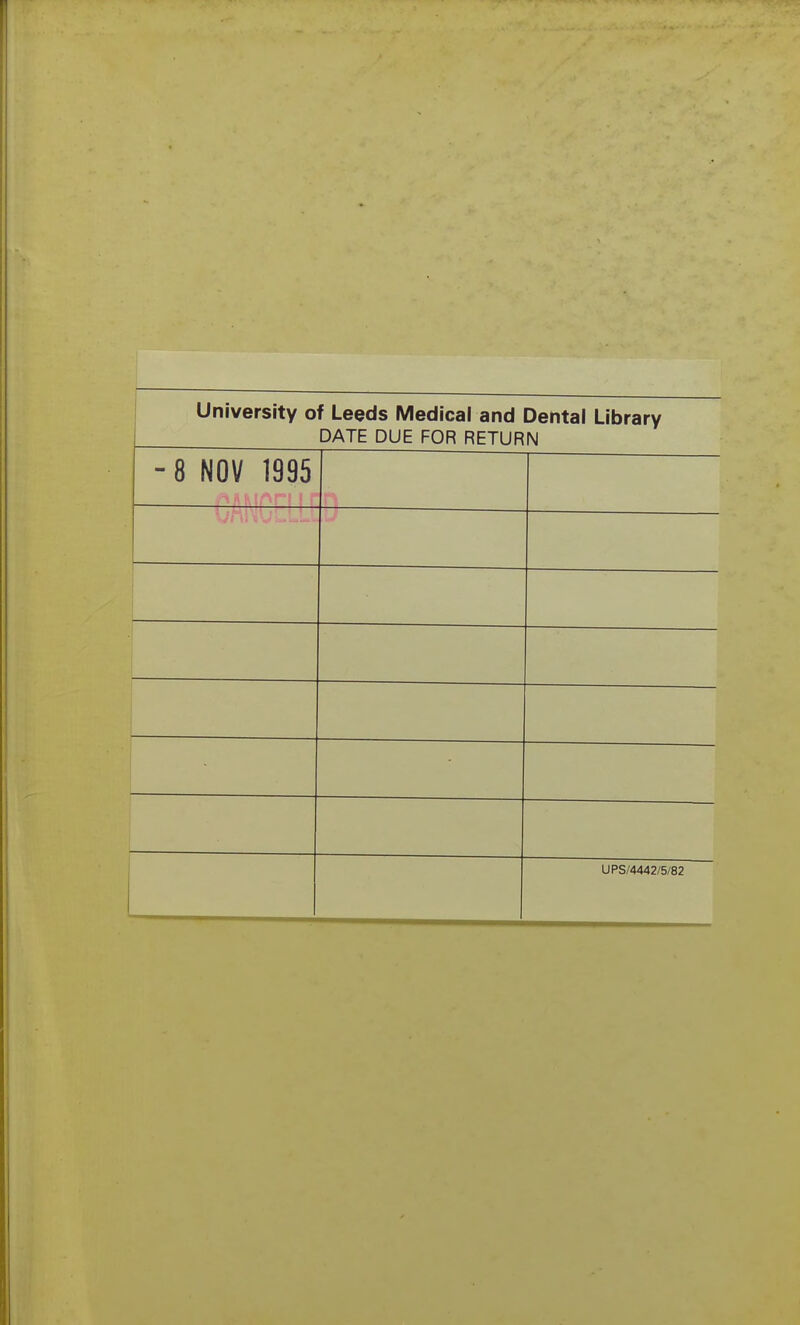 University of Leeds Medical and Dental Library
DATE DUE FOR RETURN
-8 NOV 1995
CANCELLED
UPS/4442/5/82